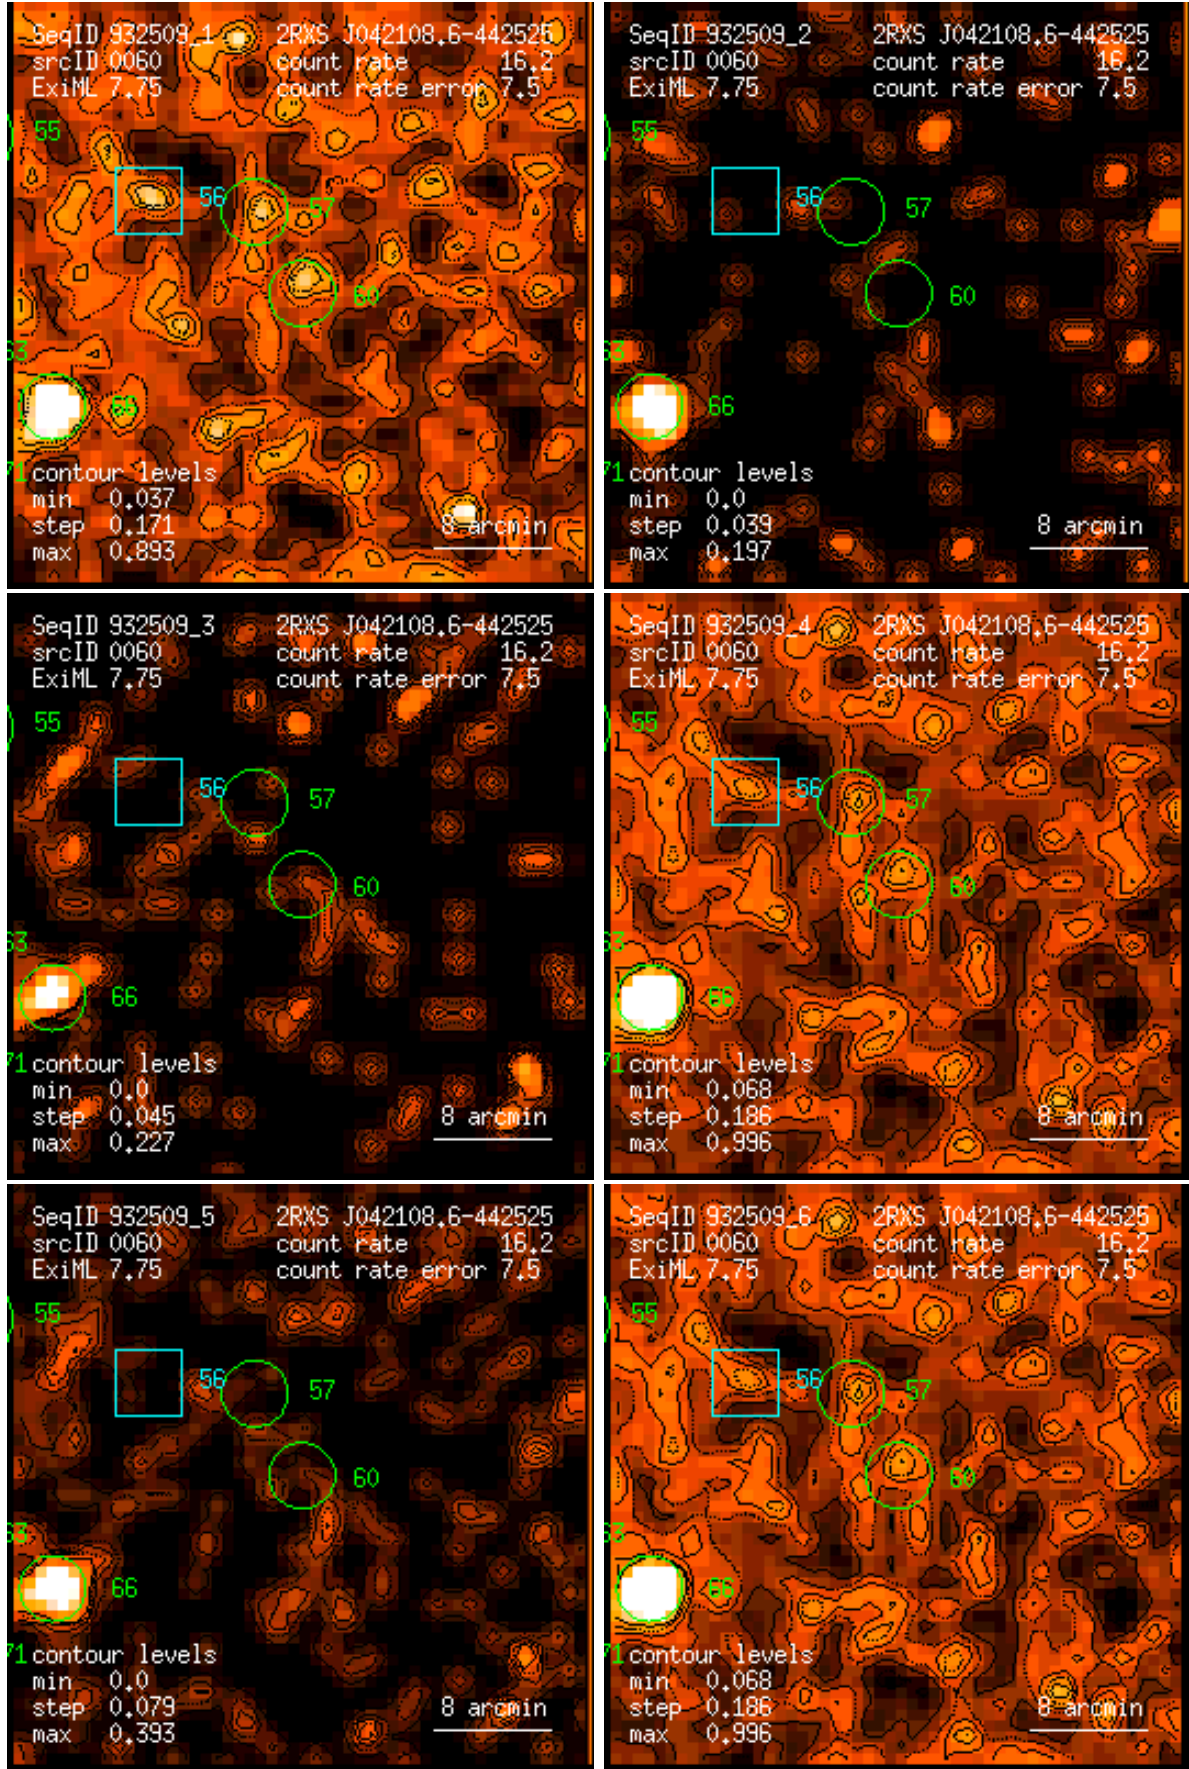 SeqID 932509_1 2RXS J042108.6-442525
srcID 0060 count rate 16.2
ExiML 7.75 count rate error 7.5
55
56
57
60
63
66
71 contour levels
min 0.037
step 0.171
max 0.893
8 arcmin
SeqID 932509_2 2RXS J042108.6-442525
srcID 0060 count rate 16.2
ExiML 7.75 count rate error 7.5
55
56
57
60
63
66
71 contour levels
min 0.0
step 0.039
max 0.197
8 arcmin
SeqID 932509_3 2RXS J042108.6-442525
srcID 0060 count rate 16.2
ExiML 7.75 count rate error 7.5
55
56
57
60
63
66
71 contour levels
min 0.0
step 0.045
max 0.227
8 arcmin
SeqID 932509_4 2RXS J042108.6-442525
srcID 0060 count rate 16.2
ExiML 7.75 count rate error 7.5
55
56
57
60
63
66
71 contour levels
min 0.068
step 0.186
max 0.996
8 arcmin
SeqID 932509_5 2RXS J042108.6-442525
srcID 0060 count rate 16.2
ExiML 7.75 count rate error 7.5
55
56
57
60
63
66
71 contour levels
min 0.0
step 0.079
max 0.393
8 arcmin
SeqID 932509_6 2RXS J042108.6-442525
srcID 0060 count rate 16.2
ExiML 7.75 count rate error 7.5
55
56
57
60
63
66
71 contour levels
min 0.068
step 0.186
max 0.996
8 arcmin